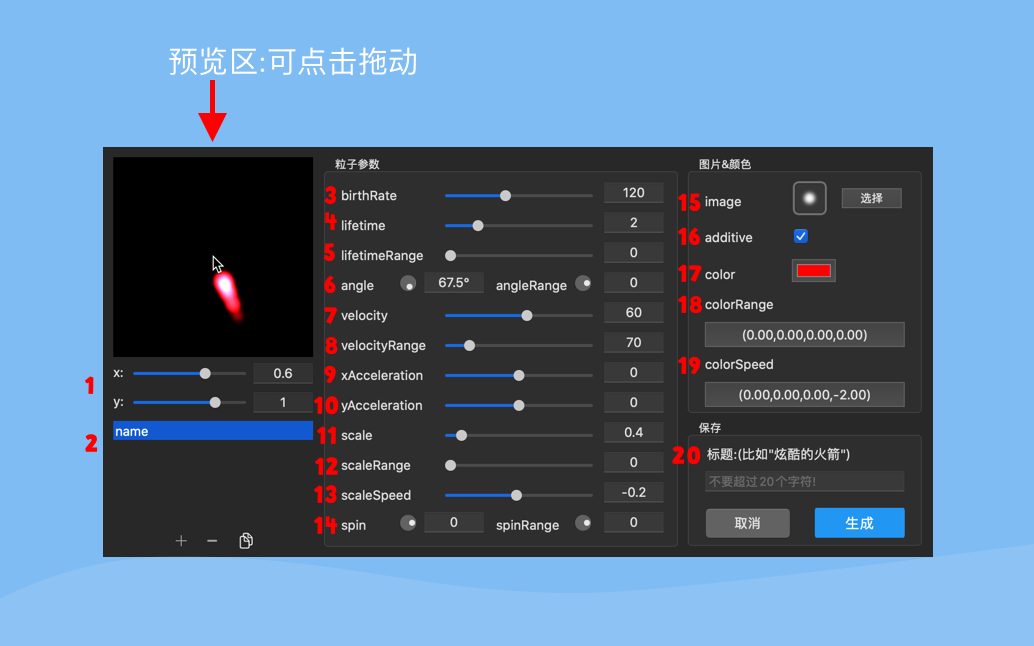 预览区:可点击拖动
1
x:
0.6
y:
1
2
name
粒子参数
3 birthRate 120
4 lifetime 2
5 lifetimeRange 0
6 angle 67.5° angleRange 0
7 velocity 60
8 velocityRange 70
9 xAcceleration 0
10 yAcceleration 0
11 scale 0.4
12 scaleRange 0
13 scaleSpeed -0.2
14 spin 0 spinRange 0
图片&颜色
15 image 选择
16 additive
17 color
18 colorRange
(0.00,0.00,0.00,0.00)
19 colorSpeed
(0.00,0.00,0.00,-2.00)
保存
20 标题:(比如"炫酷的火箭")
不要超过20个字符!
取消 生成